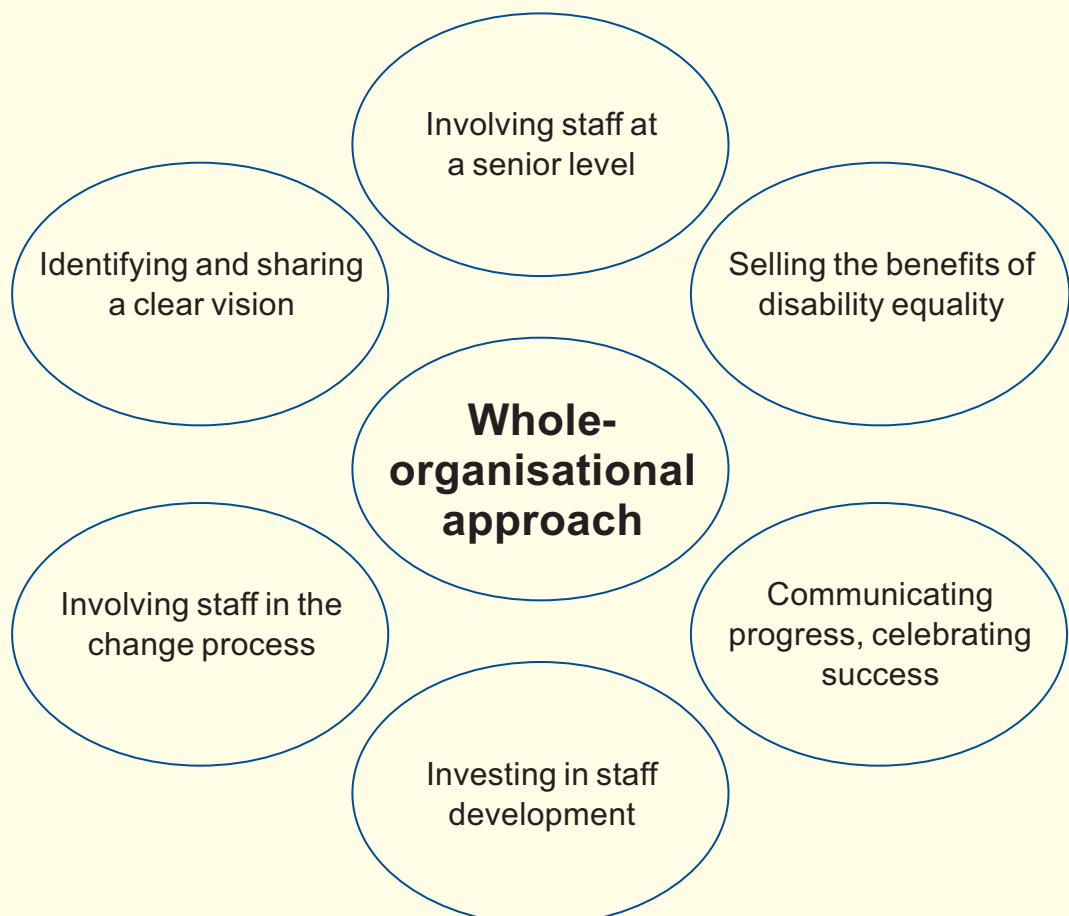 Involving staff at
a senior level
Identifying and sharing
a clear vision
Selling the benefits of
disability equality
Whole-
organisational
approach
Involving staff in the
change process
Communicating
progress, celebrating
success
Investing in staff
development